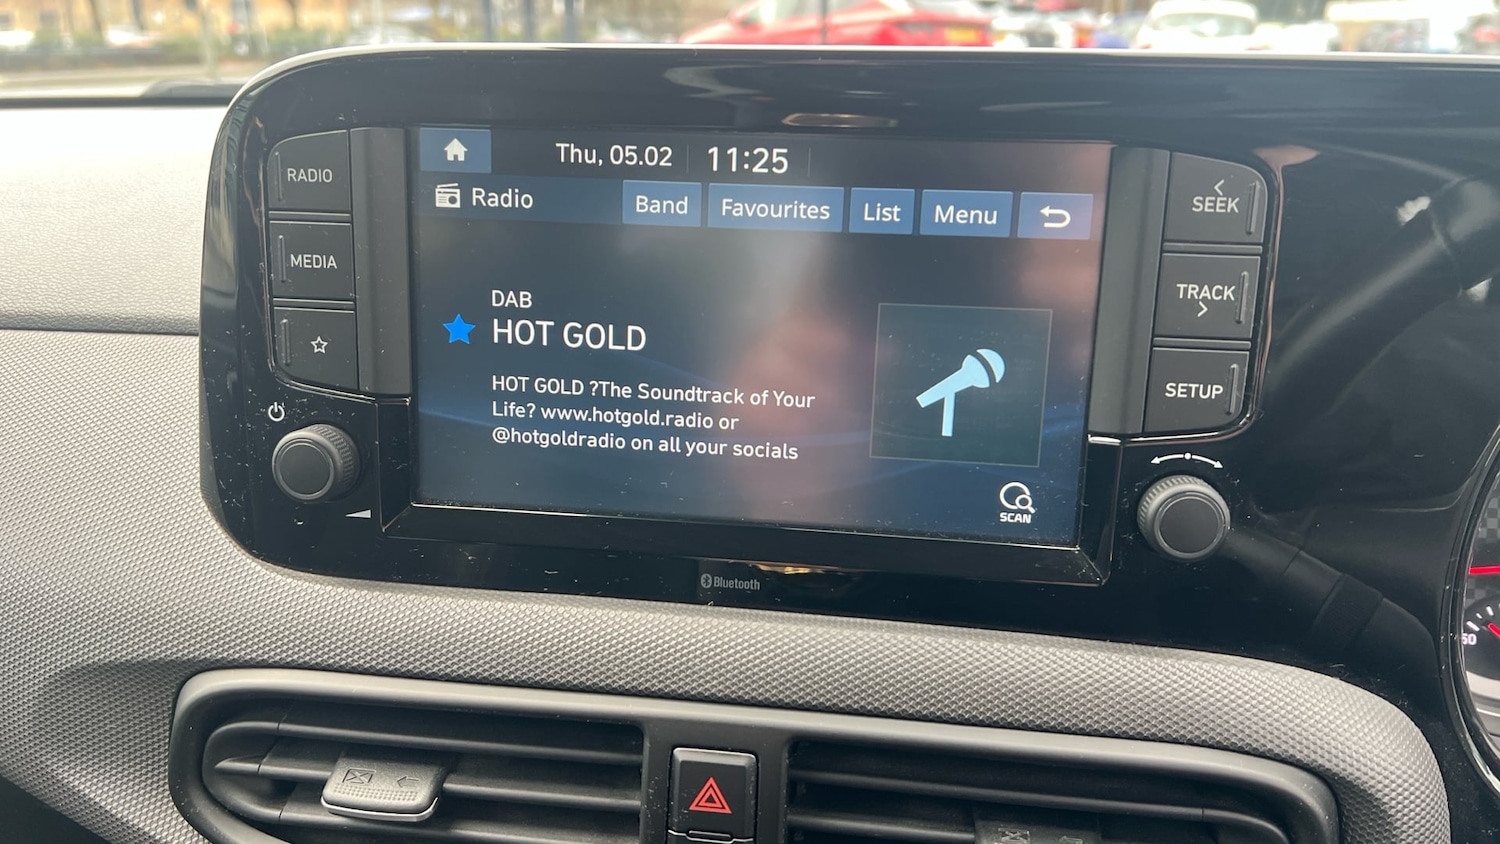 Thu, 05.02 11:25
RADIO
MEDIA
Radio
Band
Favourites
List
Menu
SEEK
TRACK
SETUP
DAB
HOT GOLD
HOT GOLD ?The Soundtrack of Your
Life? www.hotgold.radio or
@hotgoldradio on all your socials
SCAN
Bluetooth